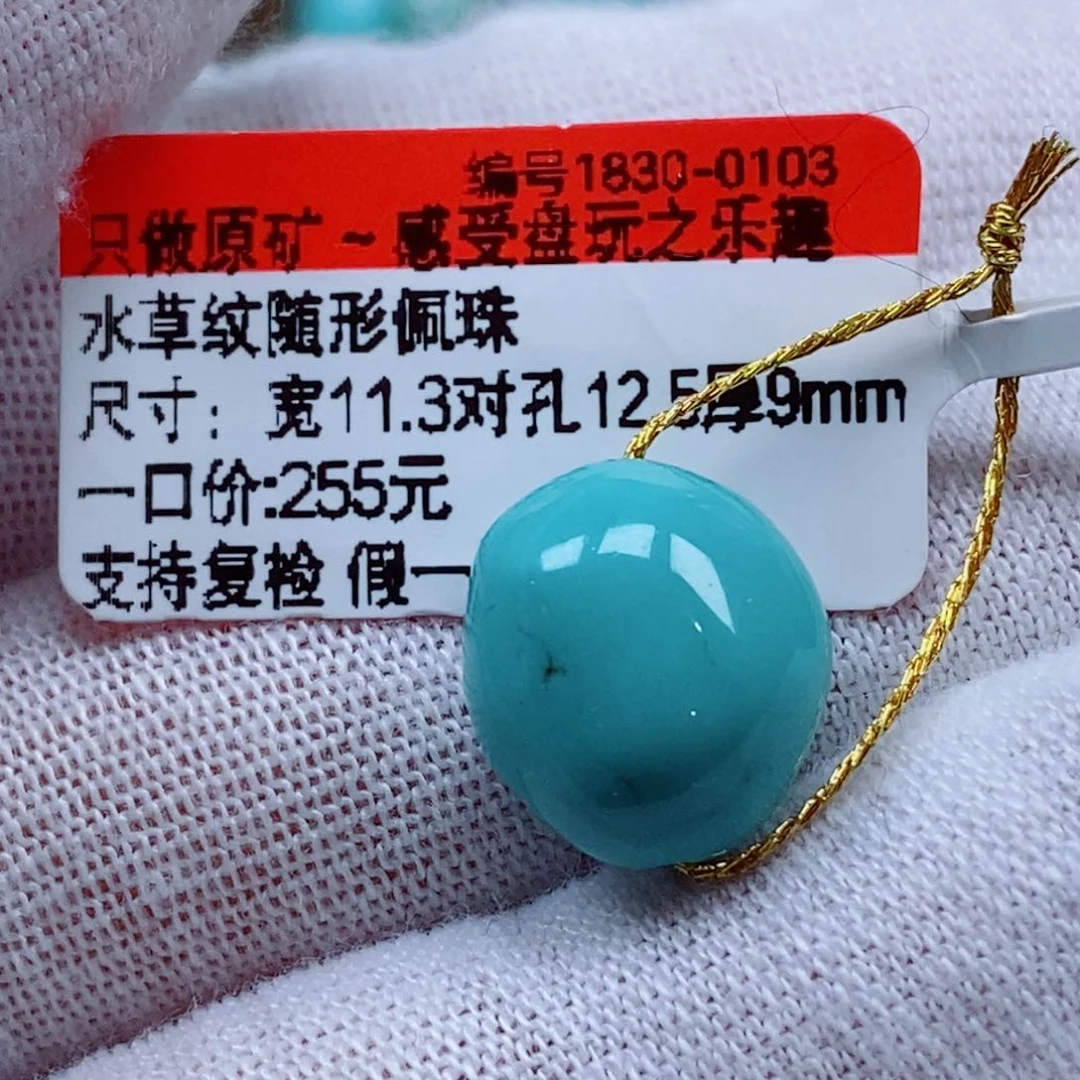 编号1830-0103
只做原矿~感受盘玩之乐趣
水草纹随形佩珠
尺寸：宽11.3对孔12.5厚9mm
一口价:255元
支持复检 假一